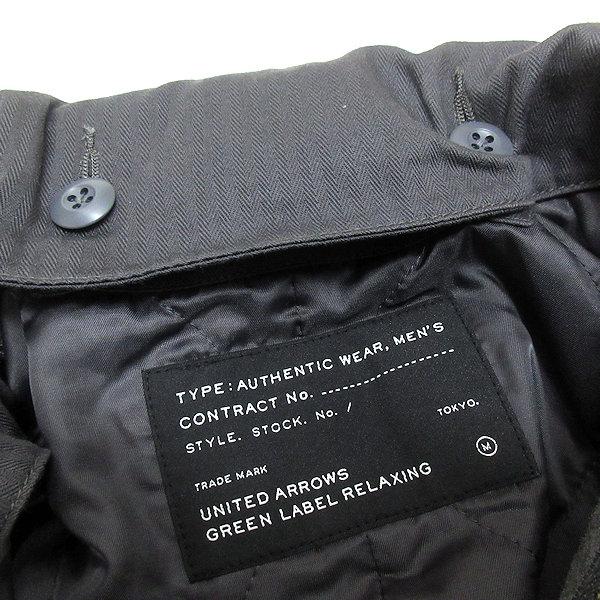 TYPE: AUTHENTIC WEAR, MEN'S
CONTRACT No. --------------------
STYLE. STOCK. No. /
TOKYO.
TRADE MARK
M
UNITED ARROWS
GREEN LABEL RELAXING